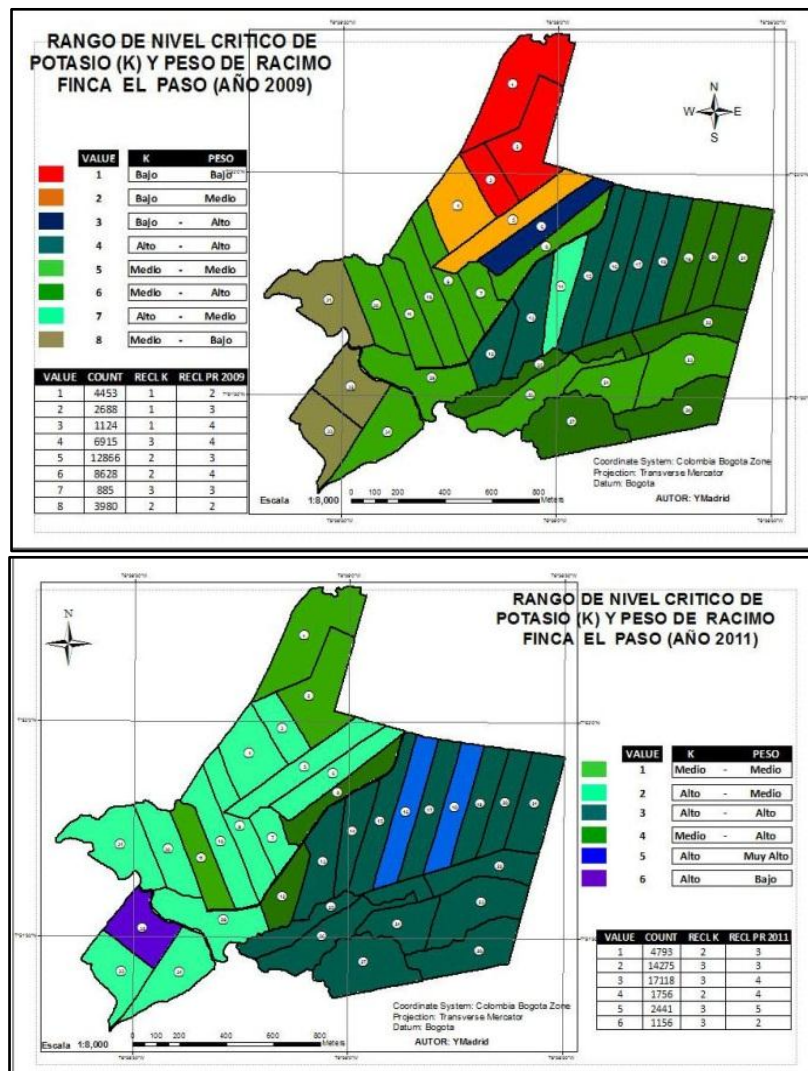 RANGO DE NIVEL CRITICO DE
POTASIO (K) Y PESO DE RACIMO
FINCA EL PASO (AÑO 2009)
N
W E
S
VALUE K PESO
1 Bajo Bajo
2 Bajo Medio
3 Bajo - Alto
4 Alto - Alto
5 Medio - Medio
6 Medio - Alto
7 Alto - Medio
8 Medio - Bajo
VALUE COUNT RECL K RECL PR 2009
1 4453 1 2
2 2688 1 3
3 1124 1 4
4 6915 3 4
5 12866 2 3
6 8628 2 4
7 885 3 3
8 3980 2 2
Coordinate System: Colombia Bogota Zone
Projection: Transverse Mercator
Datum: Bogota
AUTOR: YMadrid
Escala 1:8,000
0 100 200 400 600 800
Meters
RANGO DE NIVEL CRITICO DE
POTASIO (K) Y PESO DE RACIMO
FINCA EL PASO (AÑO 2011)
N
VALUE K PESO
1 Medio - Medio
2 Alto - Medio
3 Alto - Alto
4 Medio - Alto
5 Alto Muy Alto
6 Alto Bajo
VALUE COUNT RECL K RECL PR 2011
1 4793 2 3
2 14275 3 3
3 17118 3 4
4 1756 2 4
5 2441 3 5
6 1156 3 2
Coordinate System: Colombia Bogota Zone
Projection: Transverse Mercator
Datum: Bogota
AUTOR: YMadrid
Escala 1:8,000
0 100 200 400 600 800
Meters